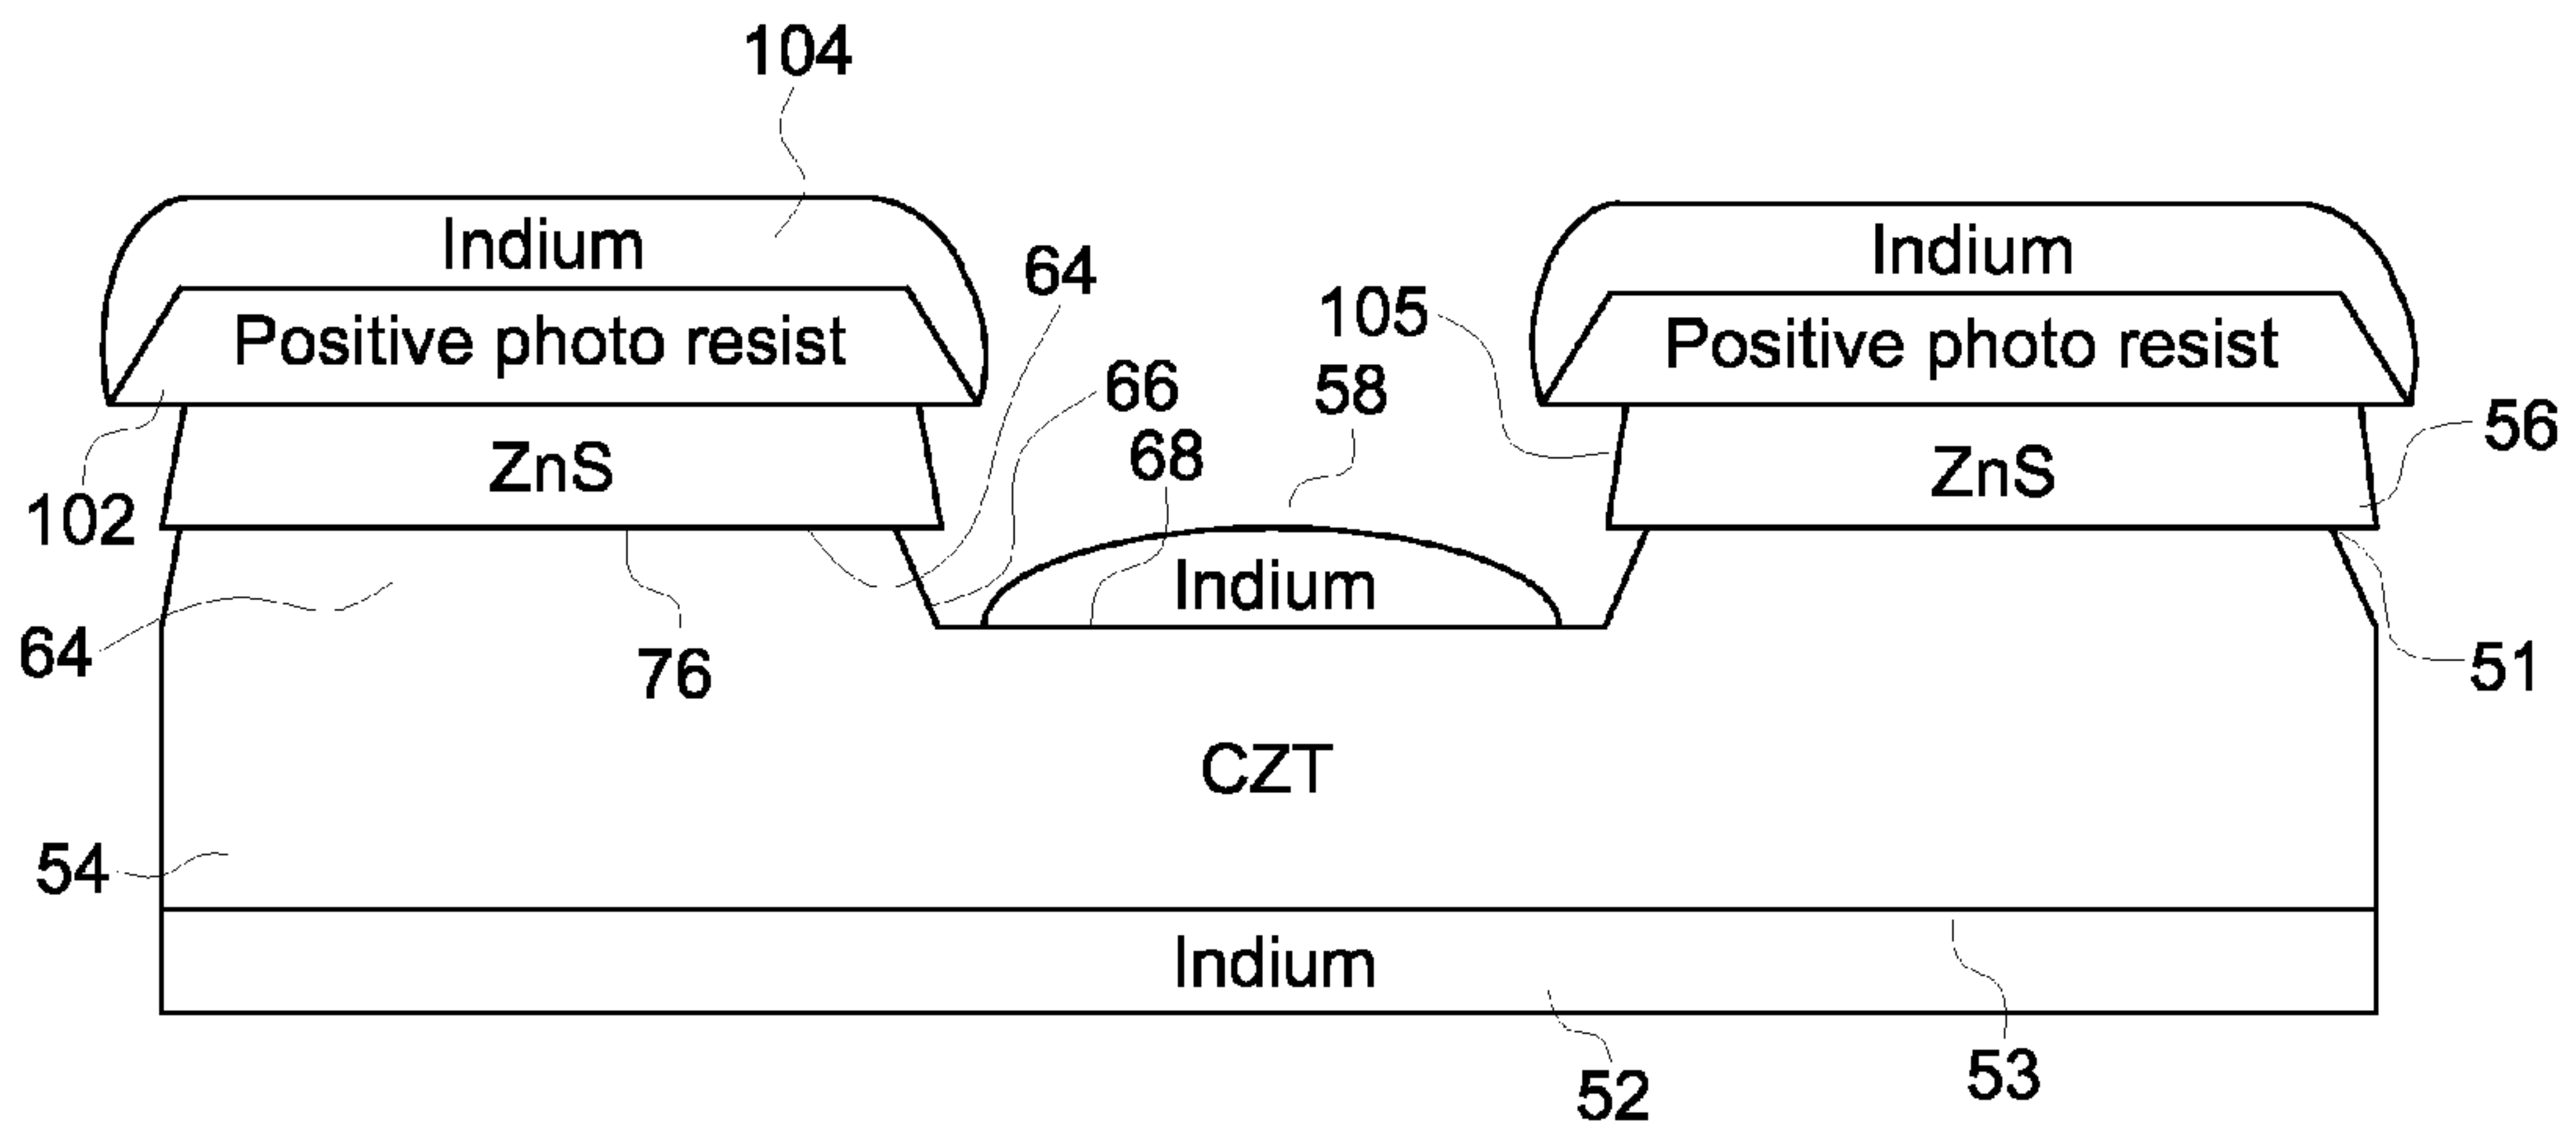 104
Indium
Indium
64
105
Positive photo resist
Positive photo resist
66
58
68
56
ZnS
ZnS
102
Indium
64
76
51
CZT
54
Indium
52
53